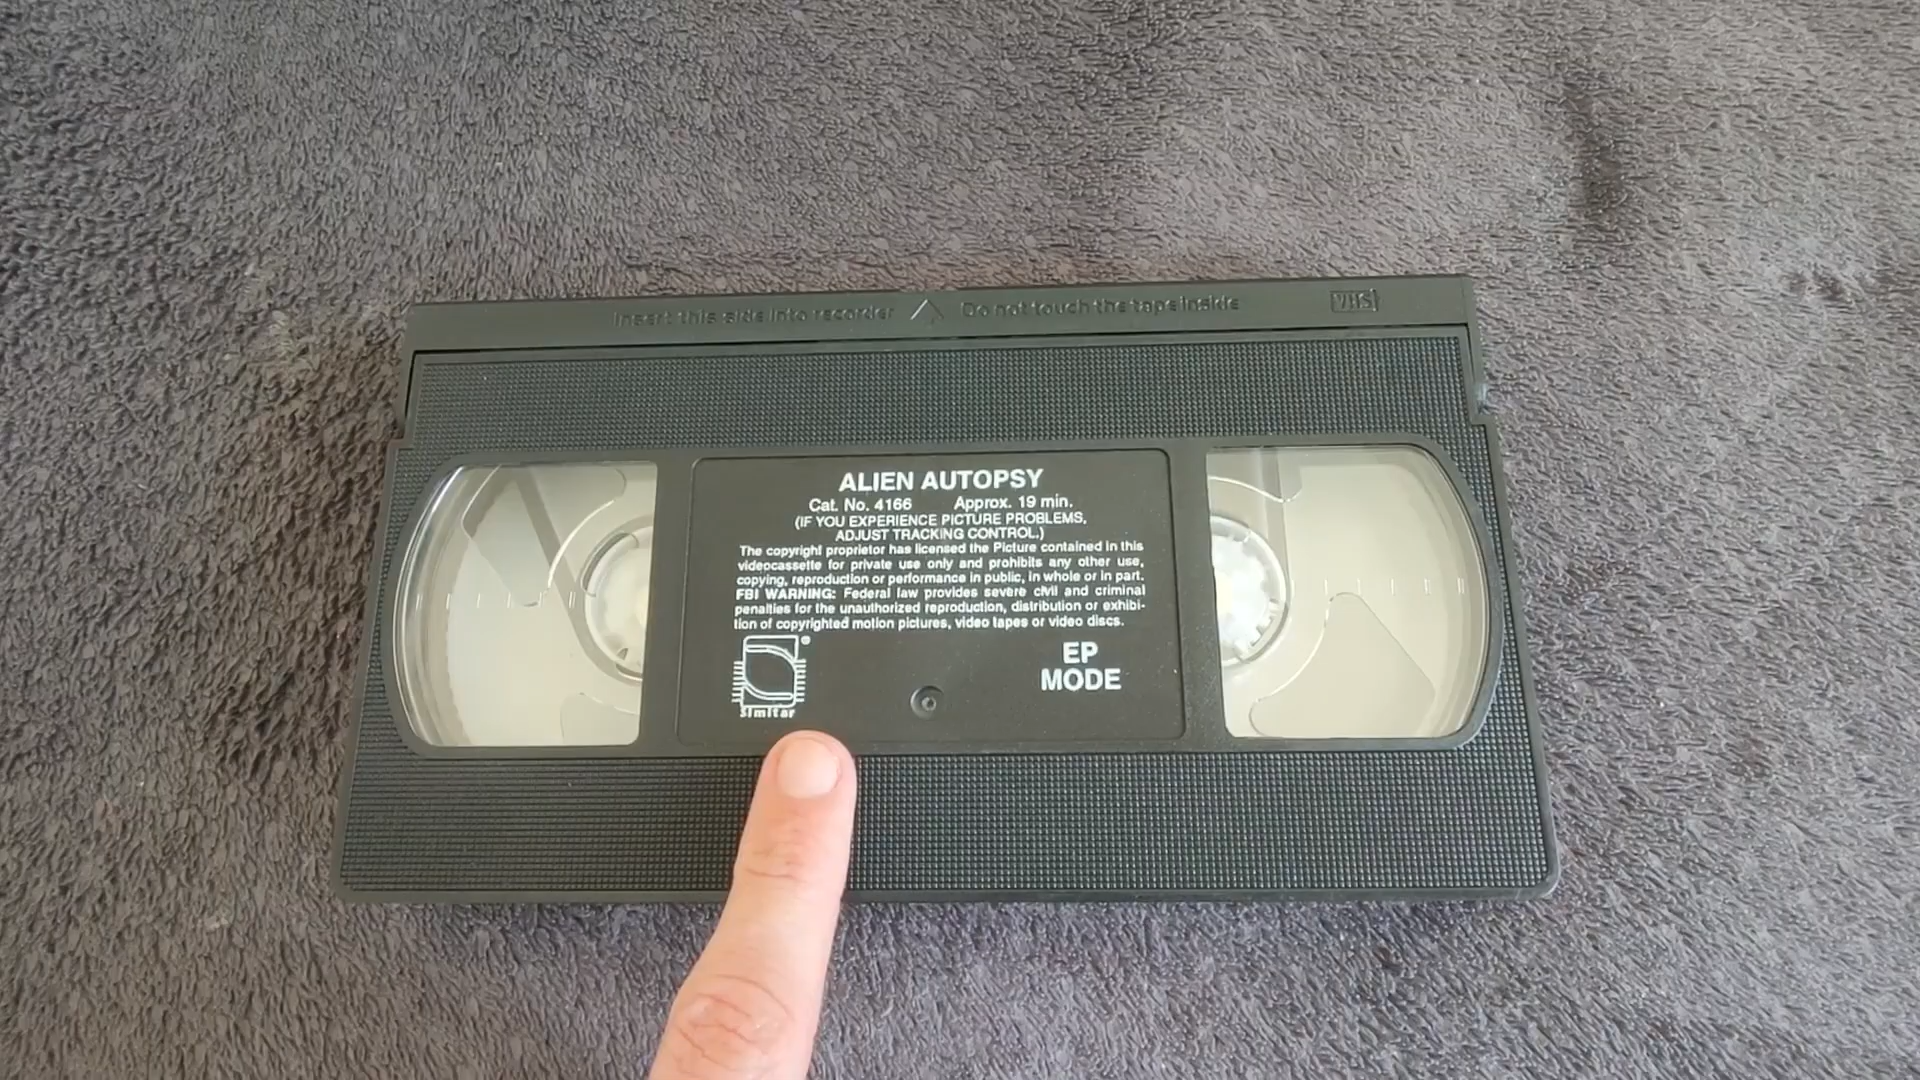 Insert this side into recorder Do not touch the tape inside VHS
ALIEN AUTOPSY
Cat. No. 4166 Approx. 19 min.
(IF YOU EXPERIENCE PICTURE PROBLEMS,
ADJUST TRACKING CONTROL.)
The copyright proprietor has licensed the Picture contained in this
videocassette for private use only and prohibits any other use,
copying, reproduction or performance in public, in whole or in part.
FBI WARNING: Federal law provides severe civil and criminal
penalties for the unauthorized reproduction, distribution or exhibi-
tion of copyrighted motion pictures, video tapes or video discs.
®
Simitar
EP
MODE